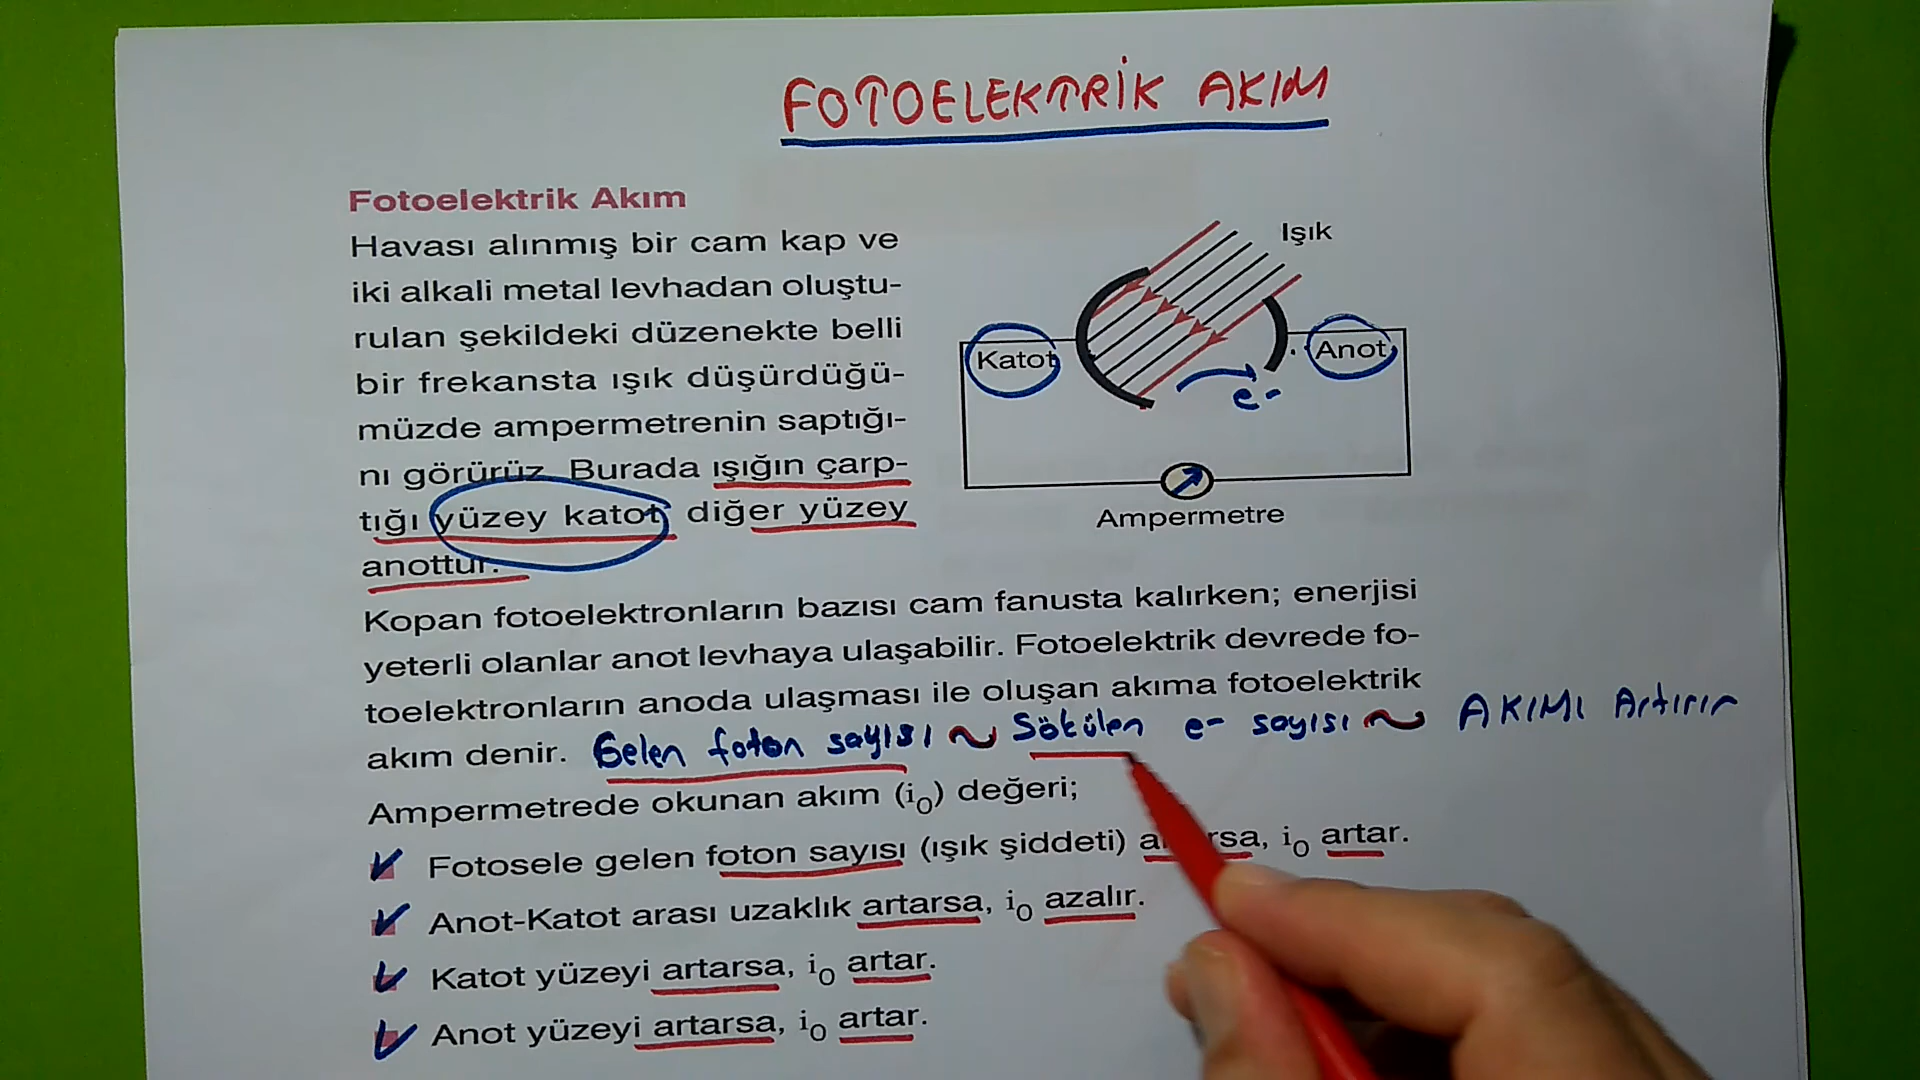 FOTOELEKTRİK AKIM
Fotoelektrik Akım
Havası alınmış bir cam kap ve
iki alkali metal levhadan oluştu-
rulan şekildeki düzenekte belli
bir frekansta ışık düşürdüğü-
müzde ampermetrenin saptığı-
nı görürüz. Burada ışığın çarp-
tığı yüzey katot diğer yüzey
anottur.
Işık
Katot
Anot
e-
Ampermetre
Kopan fotoelektronların bazısı cam fanusta kalırken; enerjisi
yeterli olanlar anot levhaya ulaşabilir. Fotoelektrik devrede fo-
toelektronların anoda ulaşması ile oluşan akıma fotoelektrik
akım denir. Gelen foton sayısı ~ Sökülen e- sayısı ~ AKIMI Artırır
Ampermetrede okunan akım (i₀) değeri;
✓ Fotosele gelen foton sayısı (ışık şiddeti) artarsa, i₀ artar.
✓ Anot-Katot arası uzaklık artarsa, i₀ azalır.
✓ Katot yüzeyi artarsa, i₀ artar.
✓ Anot yüzeyi artarsa, i₀ artar.